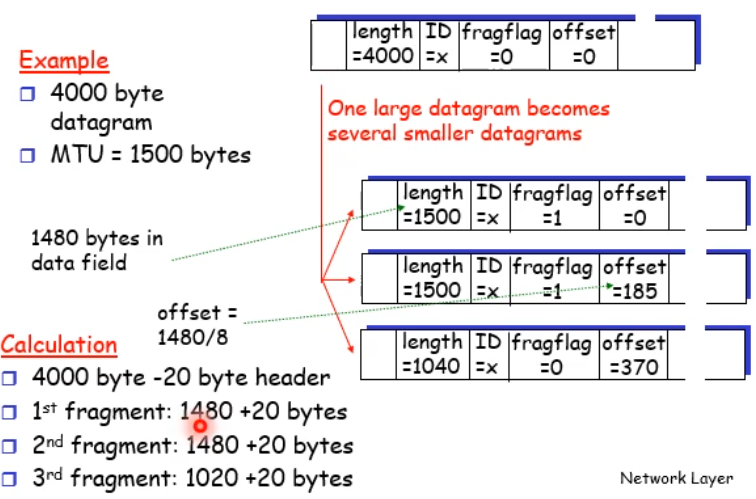 length ID fragflag offset
=4000 =x =0 =0
Example
4000 byte
datagram
MTU = 1500 bytes
One large datagram becomes
several smaller datagrams
length ID fragflag offset
=1500 =x =1 =0
1480 bytes in
data field
length ID fragflag offset
=1500 =x =1 =185
offset =
1480/8
length ID fragflag offset
=1040 =x =0 =370
Calculation
4000 byte -20 byte header
1st fragment: 1480 +20 bytes
2nd fragment: 1480 +20 bytes
3rd fragment: 1020 +20 bytes
Network Layer